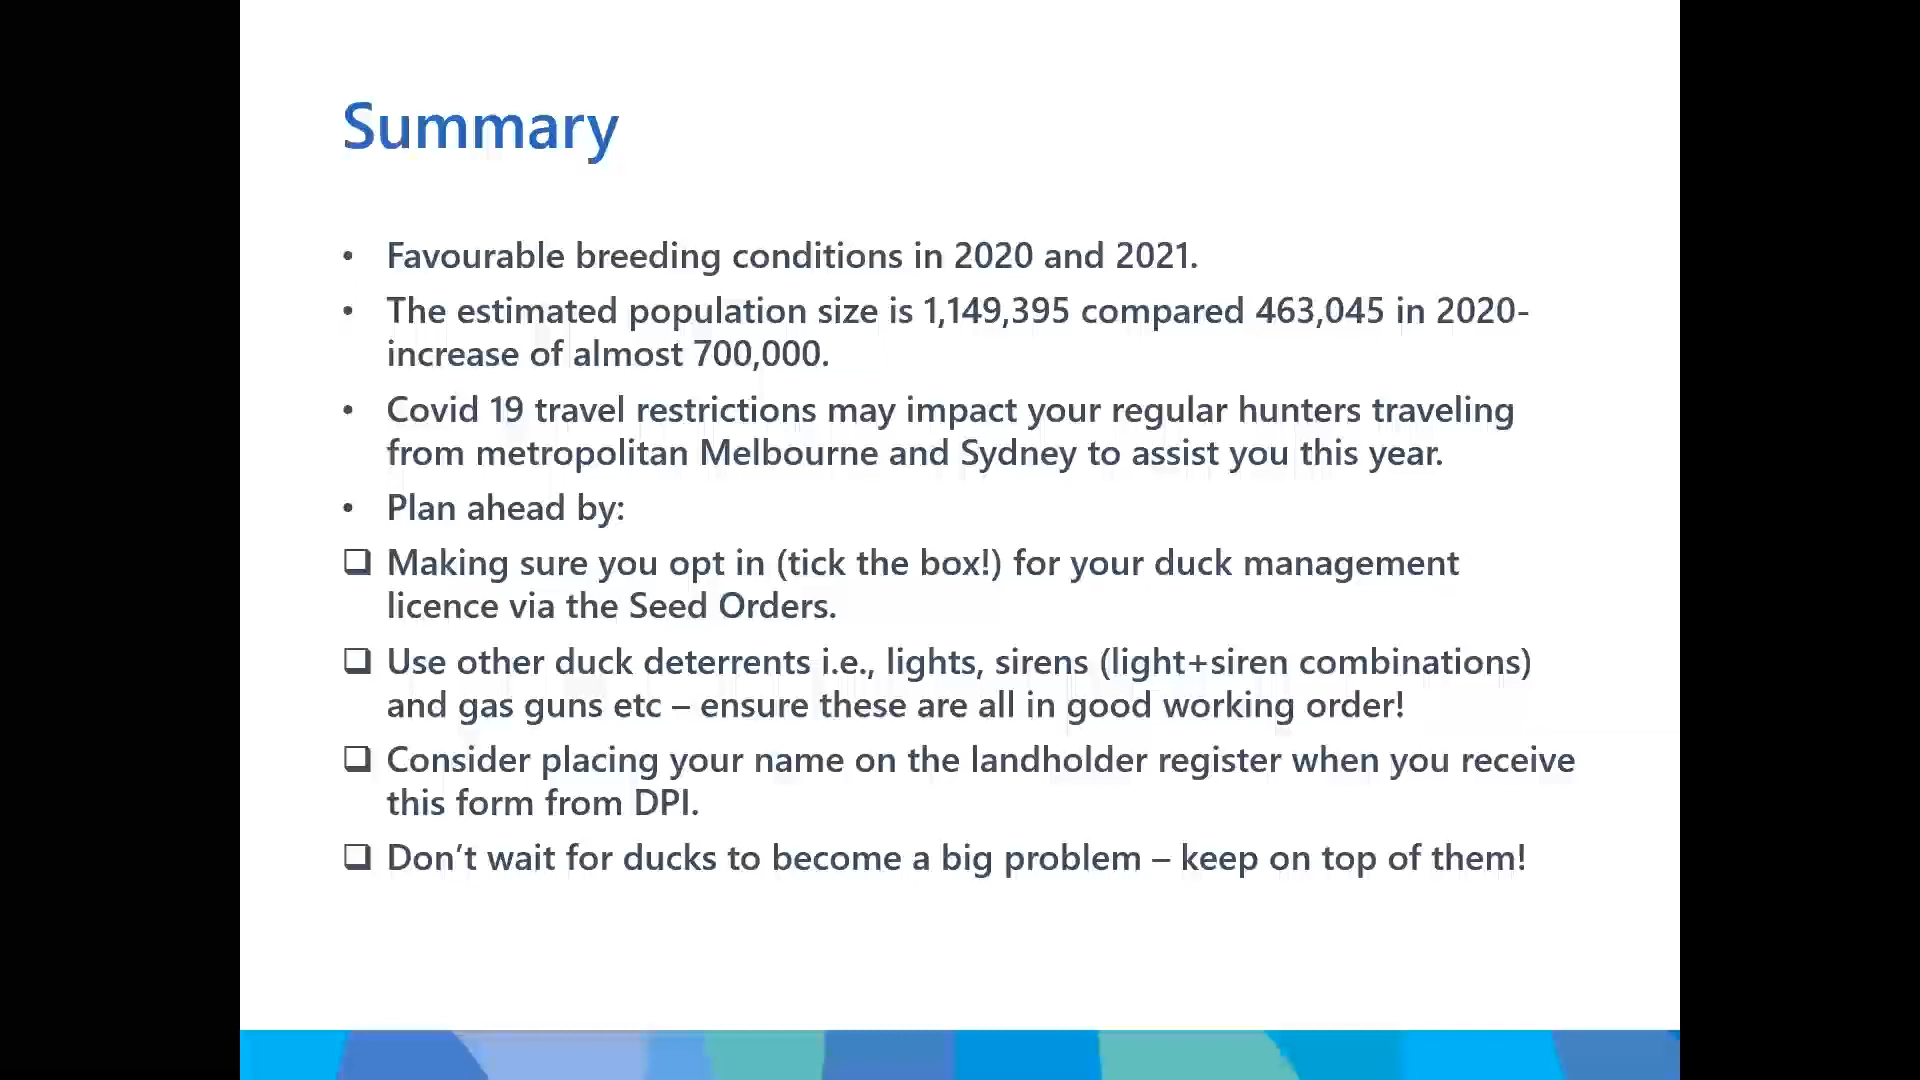 Summary
• Favourable breeding conditions in 2020 and 2021.
• The estimated population size is 1,149,395 compared 463,045 in 2020-
increase of almost 700,000.
• Covid 19 travel restrictions may impact your regular hunters traveling
from metropolitan Melbourne and Sydney to assist you this year.
• Plan ahead by:
❑ Making sure you opt in (tick the box!) for your duck management
licence via the Seed Orders.
❑ Use other duck deterrents i.e., lights, sirens (light+siren combinations)
and gas guns etc – ensure these are all in good working order!
❑ Consider placing your name on the landholder register when you receive
this form from DPI.
❑ Don’t wait for ducks to become a big problem – keep on top of them!